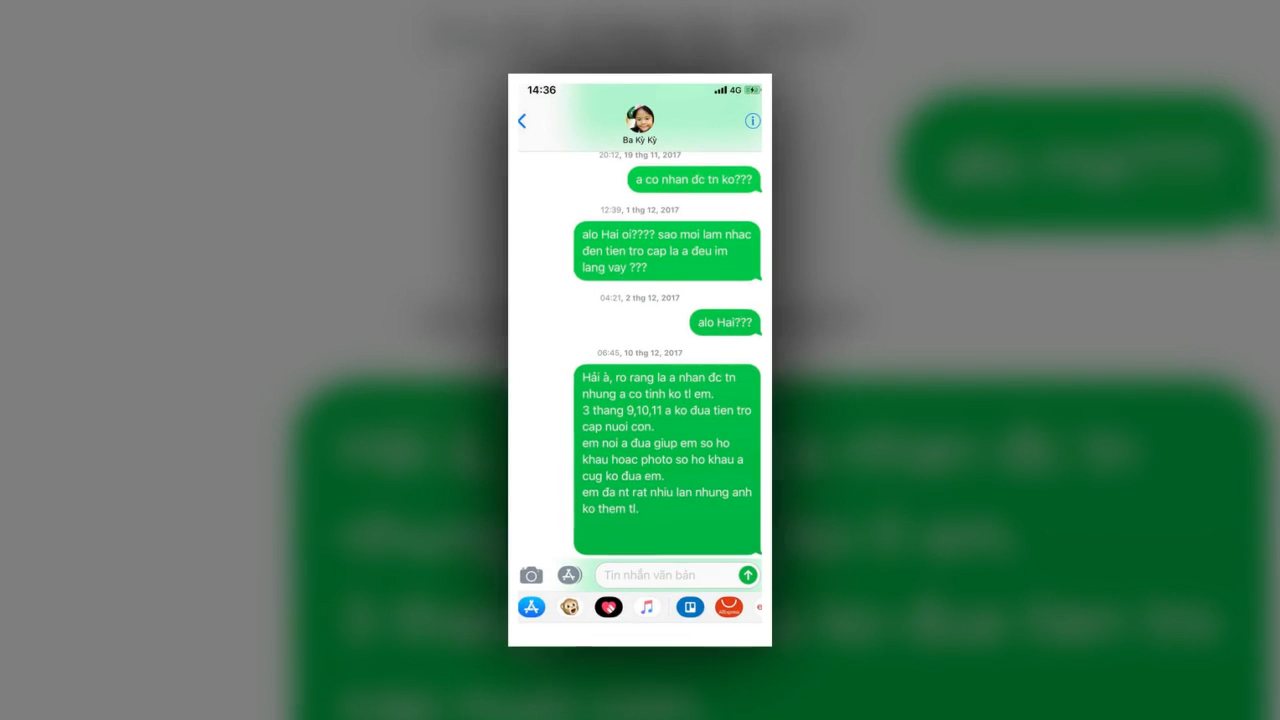 14:36
4G
Ba Kỳ Kỳ
20:12, 19 thg 11, 2017
a co nhan đc tn ko???
12:39, 1 thg 12, 2017
alo Hai oi???? sao moi lam nhac
đen tien tro cap la a đeu im
lang vay ???
04:21, 2 thg 12, 2017
alo Hai???
06:45, 10 thg 12, 2017
Hải à, ro rang la a nhan đc tn
nhung a co tinh ko tl em.
3 thang 9,10,11 a ko đua tien tro
cap nuoi con.
em noi a đua giup em so ho
khau hoac photo so ho khau a
cug ko đua em.
em đa nt rat nhiu lan nhung anh
ko them tl.
Tin nhắn văn bản
AliExpress